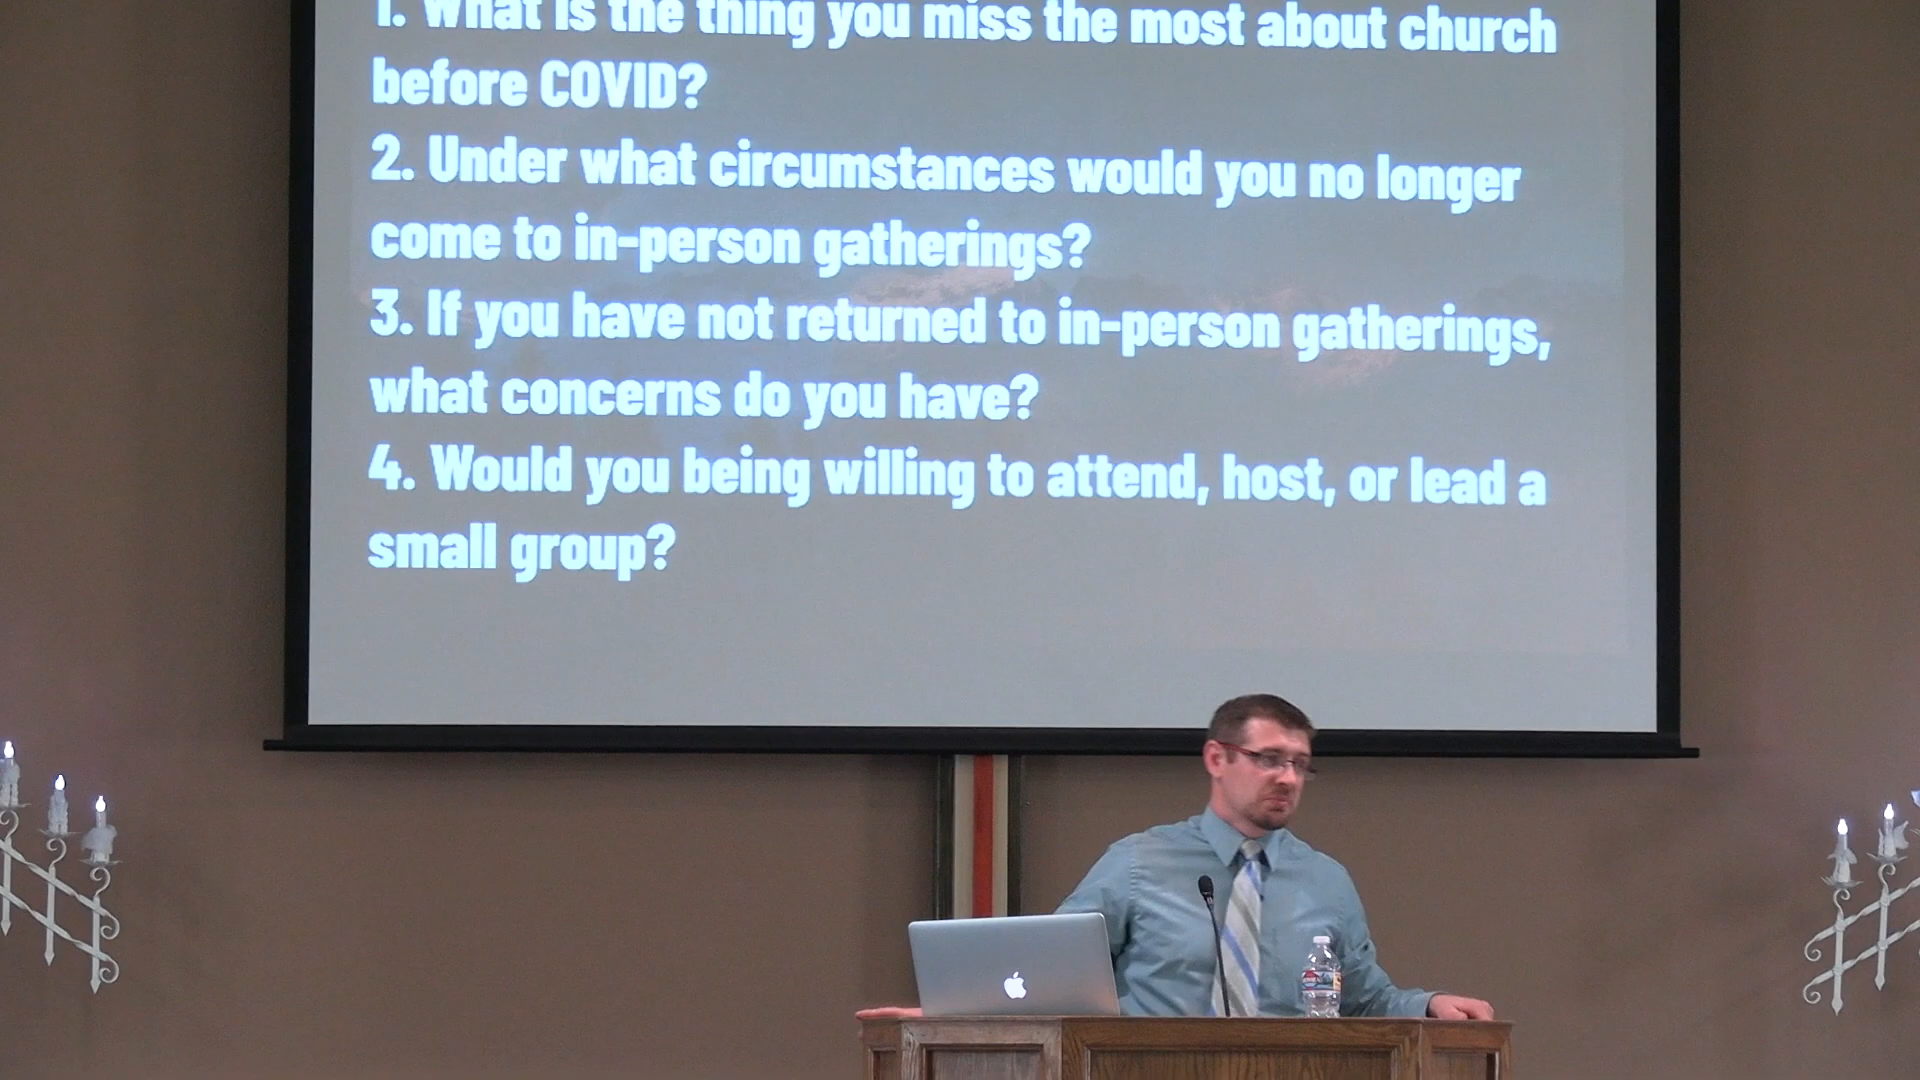 1. What is the thing you miss the most about church
before COVID?
2. Under what circumstances would you no longer
come to in-person gatherings?
3. If you have not returned to in-person gatherings,
what concerns do you have?
4. Would you being willing to attend, host, or lead a
small group?